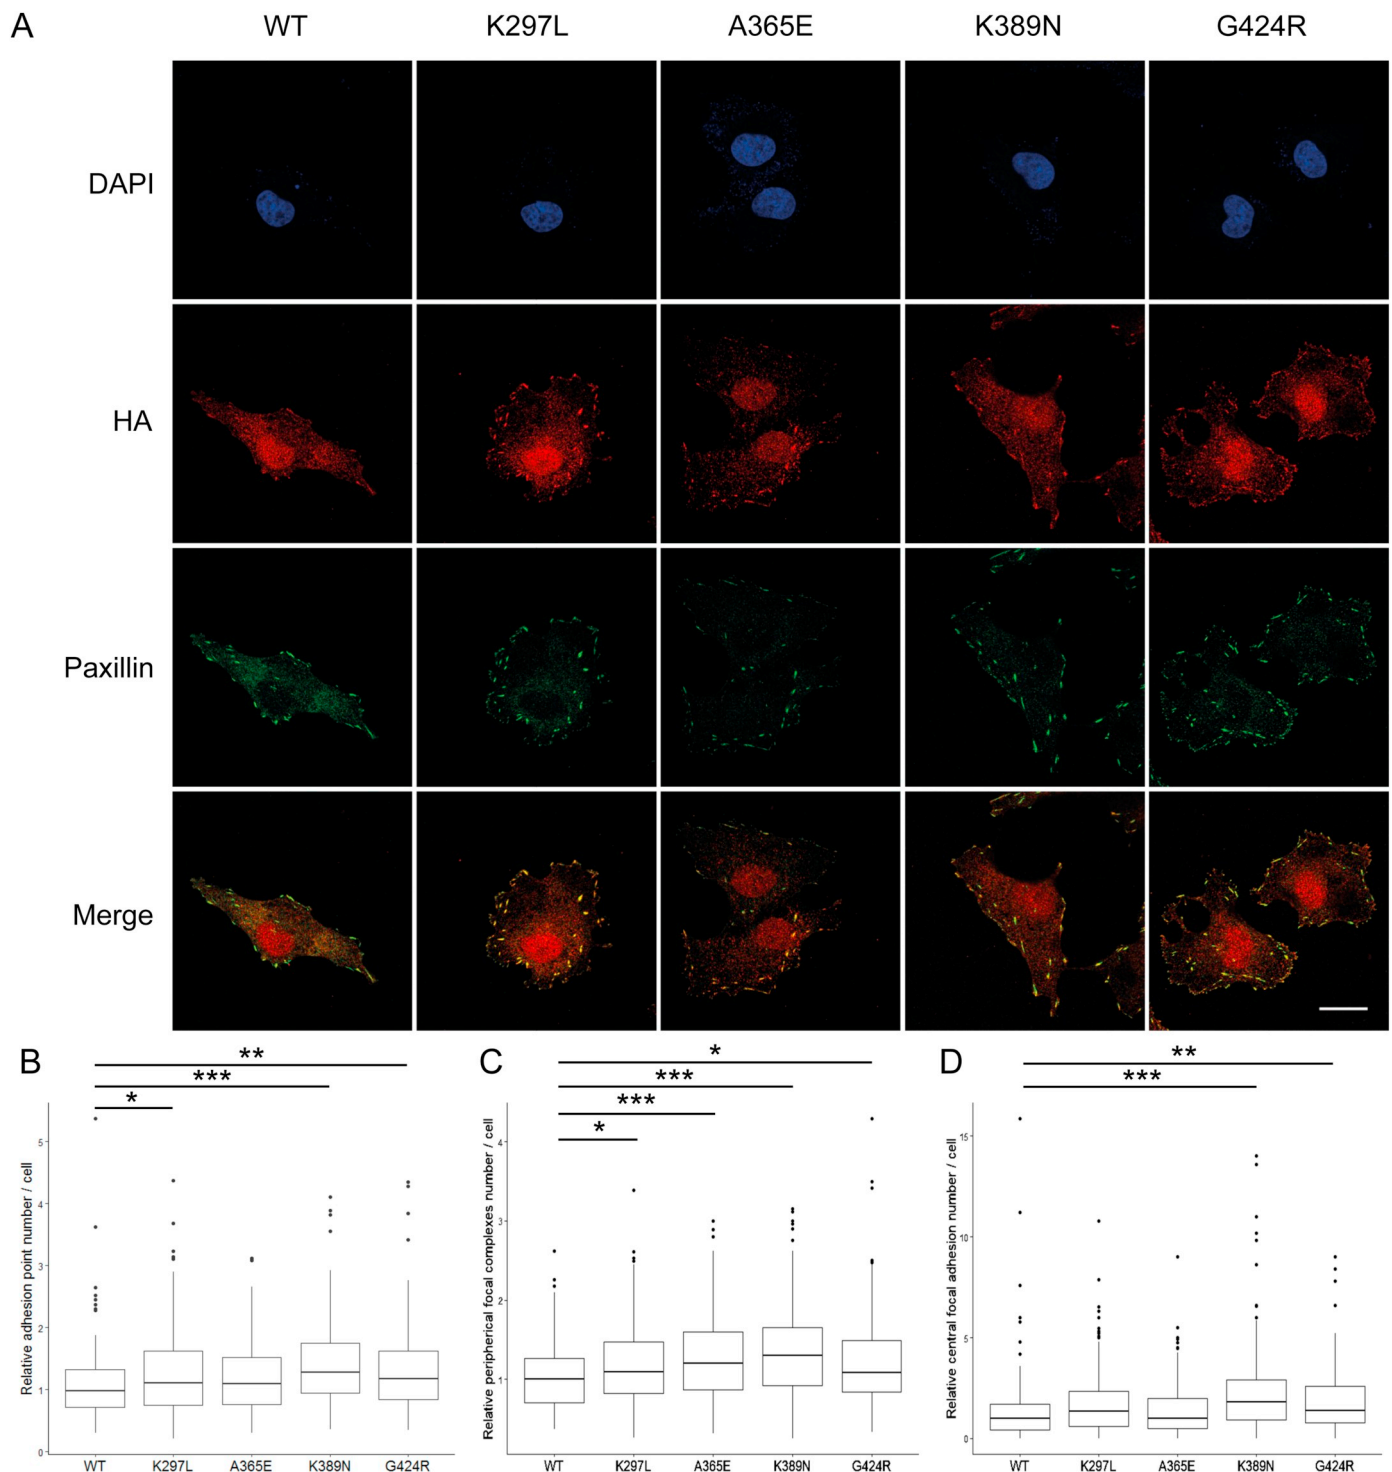 A
WT K297L A365E K389N G424R
DAPI
HA
Paxillin
Merge
B
**
***
*
Relative adhesion point number / cell
5
4
3
2
1
0
WT K297L A365E K389N G424R
C
*
***
***
*
Relative peripherical focal complexes number / cell
4
3
2
1
WT K297L A365E K389N G424R
D
**
***
Relative central focal adhesion number / cell
15
10
5
0
WT K297L A365E K389N G424R